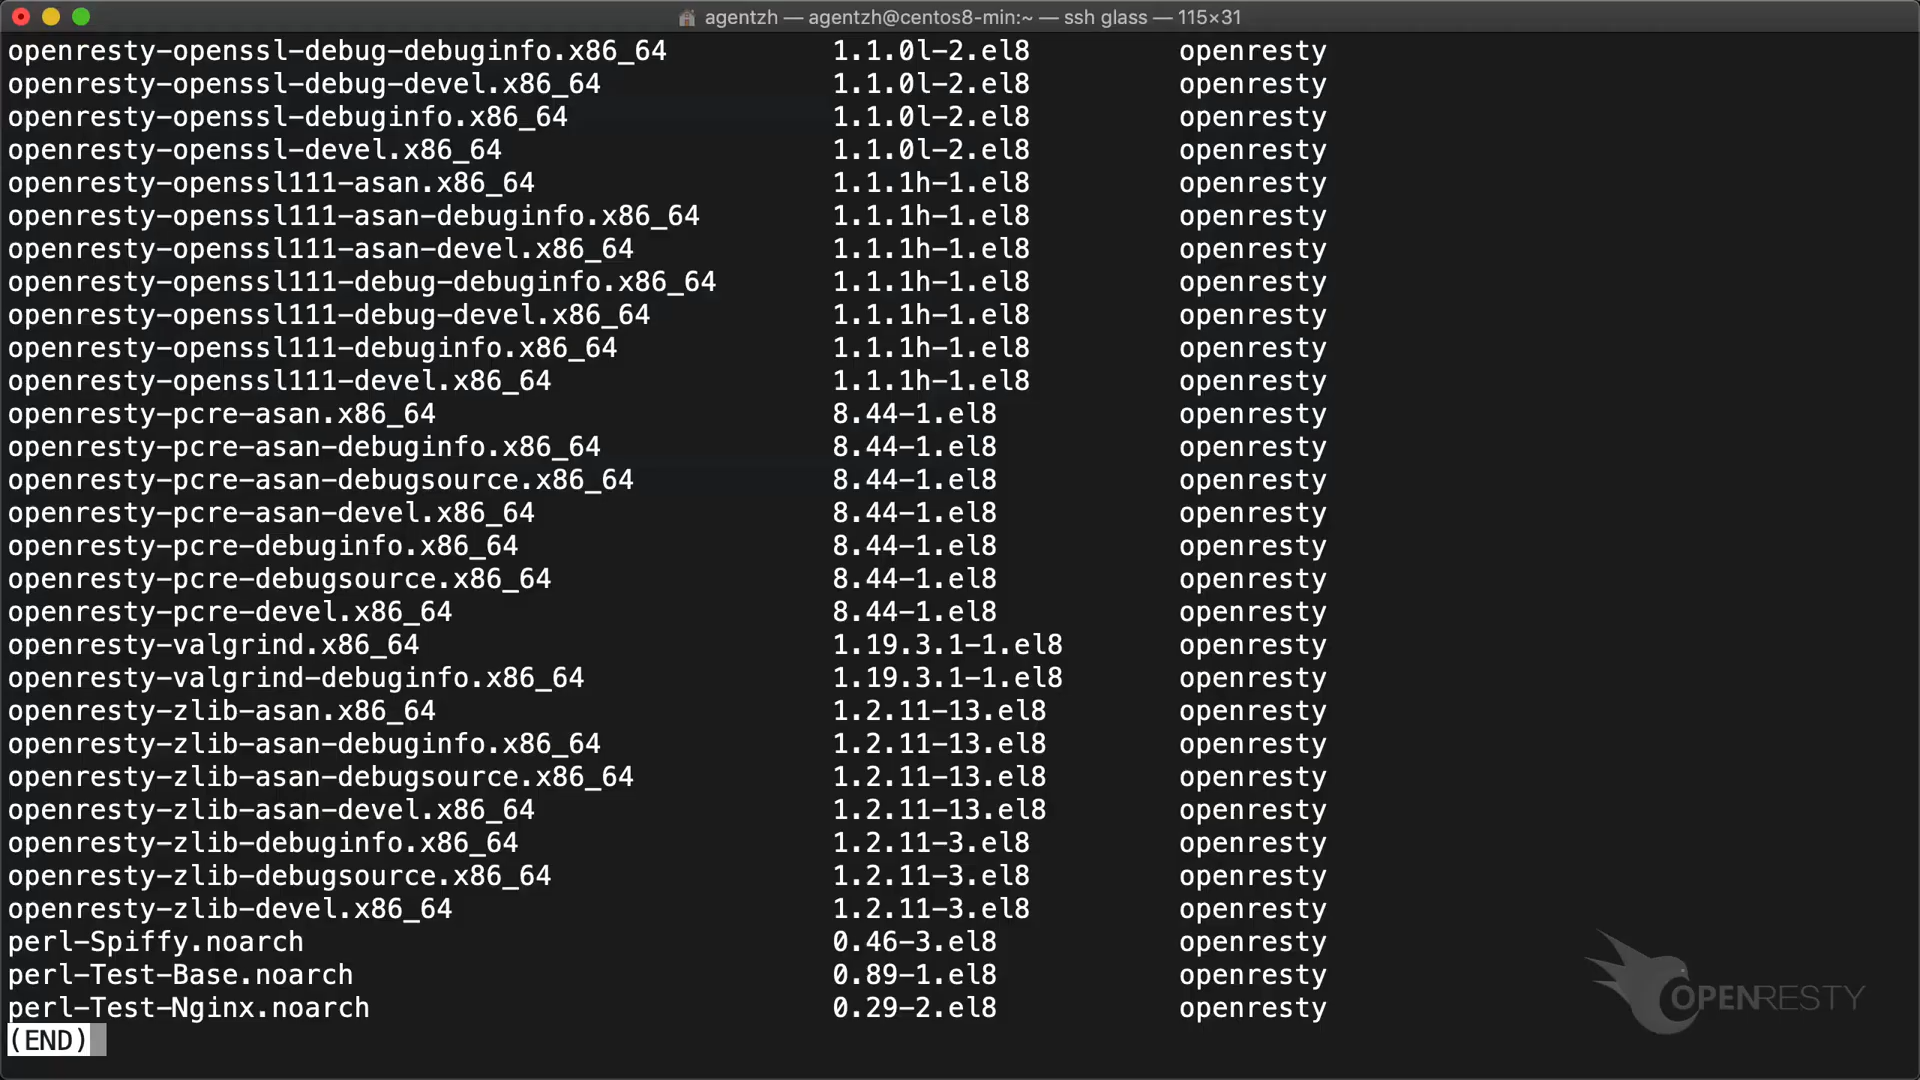 agentzh — agentzh@centos8-min:~ — ssh glass — 115×31
openresty-openssl-debug-debuginfo.x86_64 1.1.0l-2.el8 openresty
openresty-openssl-debug-devel.x86_64 1.1.0l-2.el8 openresty
openresty-openssl-debuginfo.x86_64 1.1.0l-2.el8 openresty
openresty-openssl-devel.x86_64 1.1.0l-2.el8 openresty
openresty-openssl111-asan.x86_64 1.1.1h-1.el8 openresty
openresty-openssl111-asan-debuginfo.x86_64 1.1.1h-1.el8 openresty
openresty-openssl111-asan-devel.x86_64 1.1.1h-1.el8 openresty
openresty-openssl111-debug-debuginfo.x86_64 1.1.1h-1.el8 openresty
openresty-openssl111-debug-devel.x86_64 1.1.1h-1.el8 openresty
openresty-openssl111-debuginfo.x86_64 1.1.1h-1.el8 openresty
openresty-openssl111-devel.x86_64 1.1.1h-1.el8 openresty
openresty-pcre-asan.x86_64 8.44-1.el8 openresty
openresty-pcre-asan-debuginfo.x86_64 8.44-1.el8 openresty
openresty-pcre-asan-debugsource.x86_64 8.44-1.el8 openresty
openresty-pcre-asan-devel.x86_64 8.44-1.el8 openresty
openresty-pcre-debuginfo.x86_64 8.44-1.el8 openresty
openresty-pcre-debugsource.x86_64 8.44-1.el8 openresty
openresty-pcre-devel.x86_64 8.44-1.el8 openresty
openresty-valgrind.x86_64 1.19.3.1-1.el8 openresty
openresty-valgrind-debuginfo.x86_64 1.19.3.1-1.el8 openresty
openresty-zlib-asan.x86_64 1.2.11-13.el8 openresty
openresty-zlib-asan-debuginfo.x86_64 1.2.11-13.el8 openresty
openresty-zlib-asan-debugsource.x86_64 1.2.11-13.el8 openresty
openresty-zlib-asan-devel.x86_64 1.2.11-13.el8 openresty
openresty-zlib-debuginfo.x86_64 1.2.11-3.el8 openresty
openresty-zlib-debugsource.x86_64 1.2.11-3.el8 openresty
openresty-zlib-devel.x86_64 1.2.11-3.el8 openresty
perl-Spiffy.noarch 0.46-3.el8 openresty
perl-Test-Base.noarch 0.89-1.el8 openresty
perl-Test-Nginx.noarch 0.29-2.el8 openresty
(END)
OPENRESTY